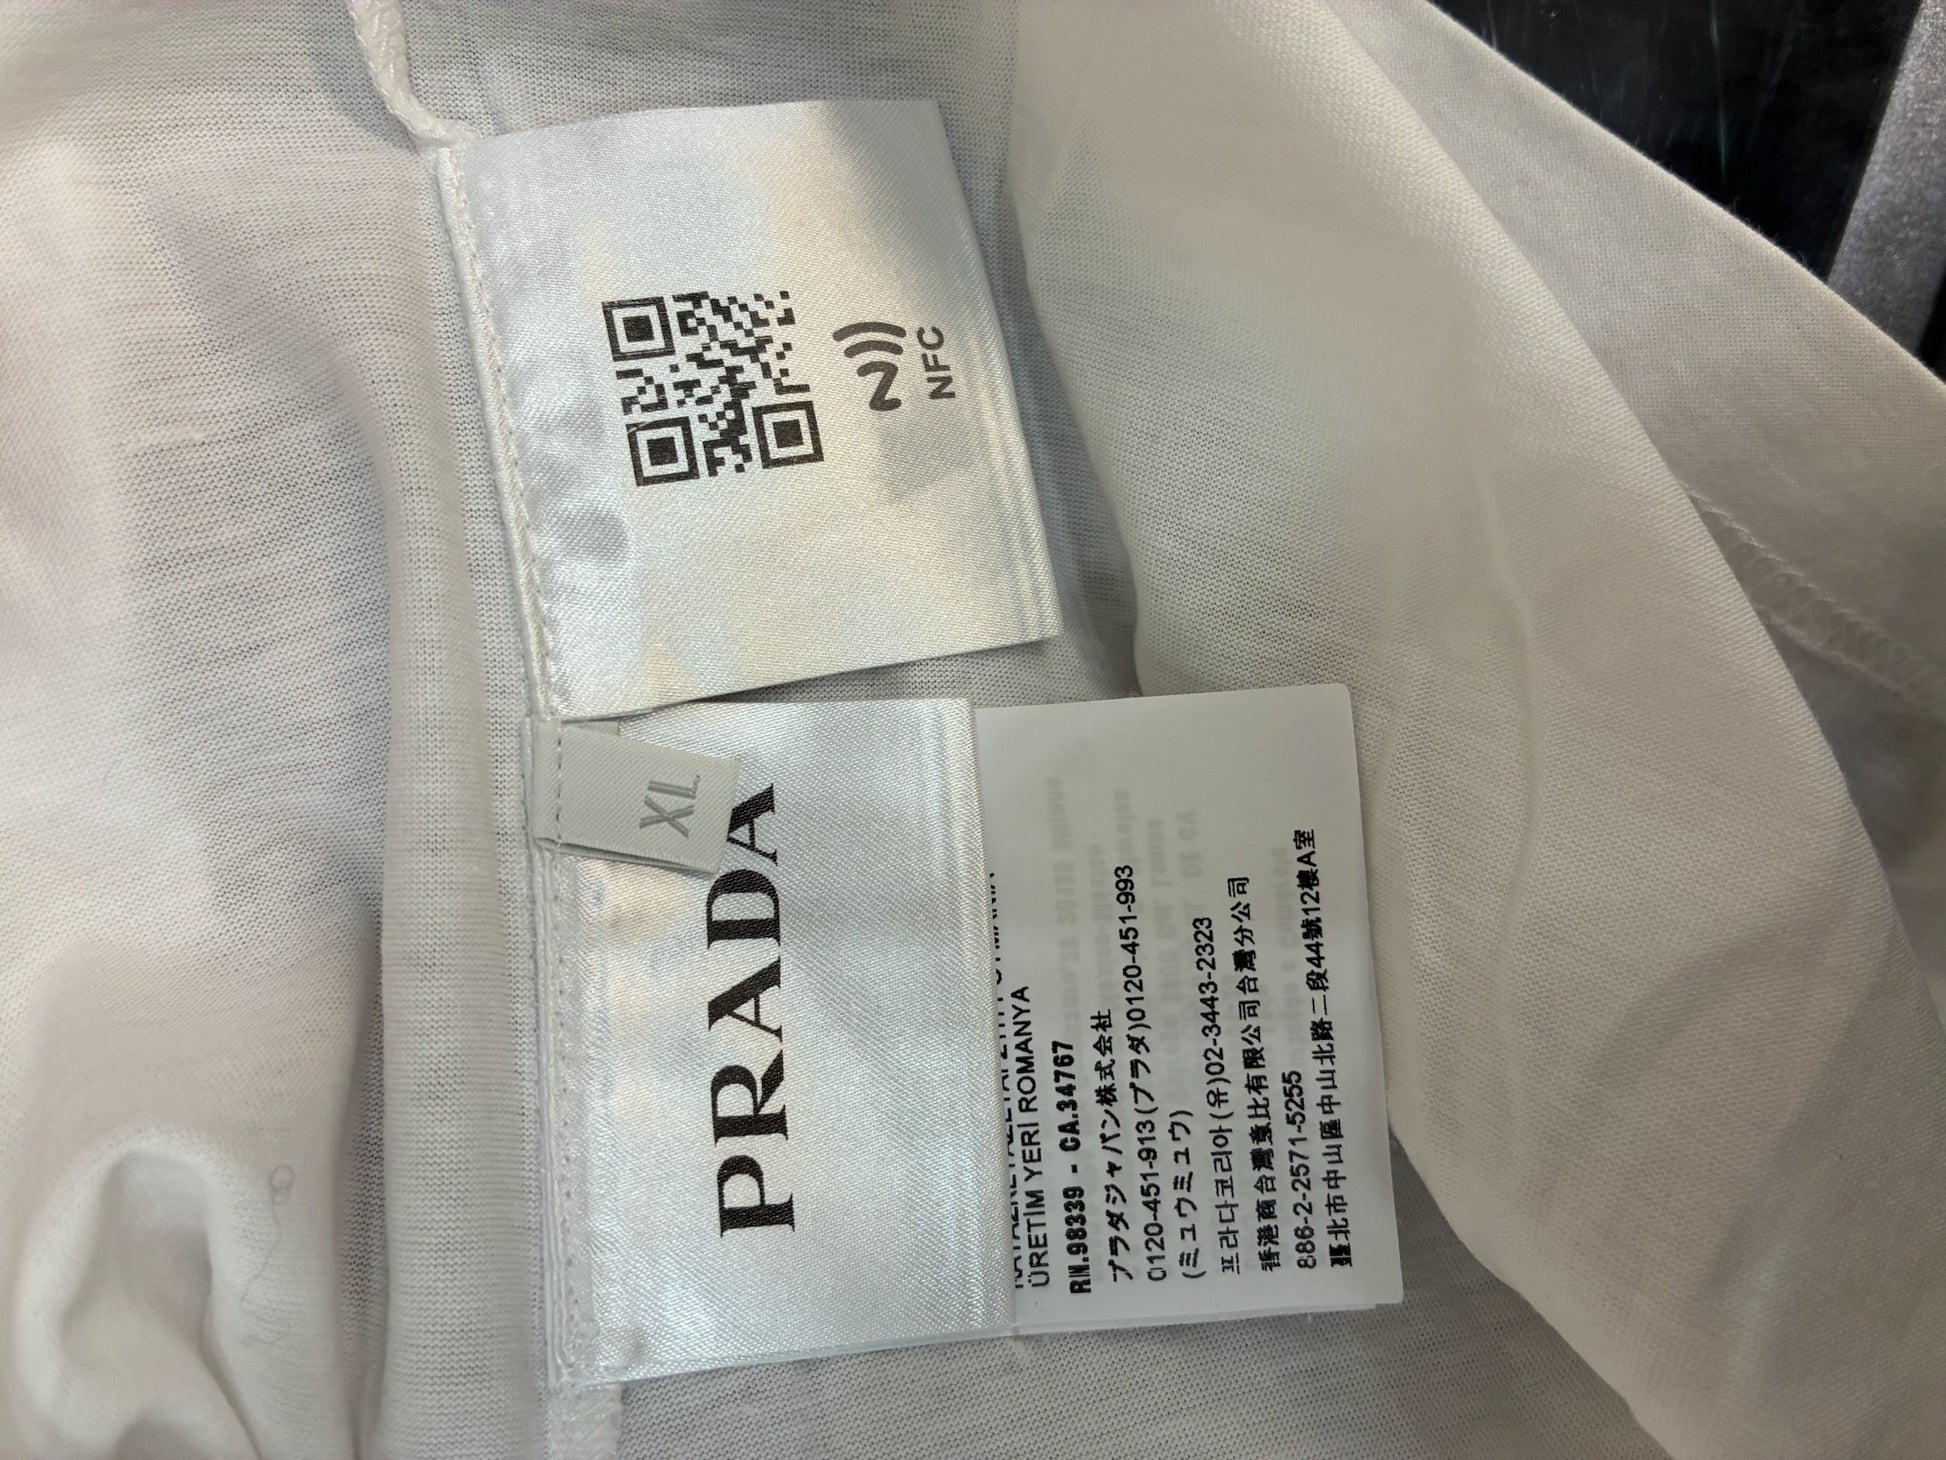 NFC
XL
PRADA
ÜRETİM YERİ ROMANYA
RN.98339 - CA.34767
プラダジャパン株式会社
0120-451-913(プラダ)0120-451-993
(ミュウミュウ)
프라다코리아(유)02-3443-2323
香港商台灣意比有限公司台灣分公司
886-2-2571-5255
臺北市中山區中山北路二段44號12樓A室